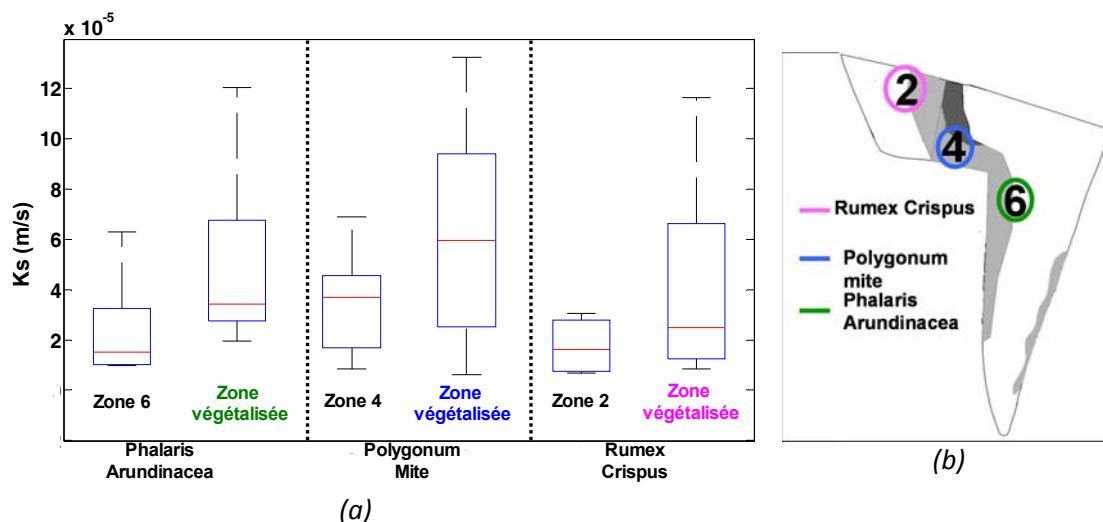 x 10⁻⁵
12
10
8
6
4
2
Ks (m/s)
Zone 6
Zone
végétalisée
Zone 4
Zone
végétalisée
Zone 2
Zone
végétalisée
Phalaris
Arundinacea
Polygonum
Mite
Rumex
Crispus
(a)
2
4
6
Rumex Crispus
Polygonum
mite
Phalaris
Arundinacea
(b)